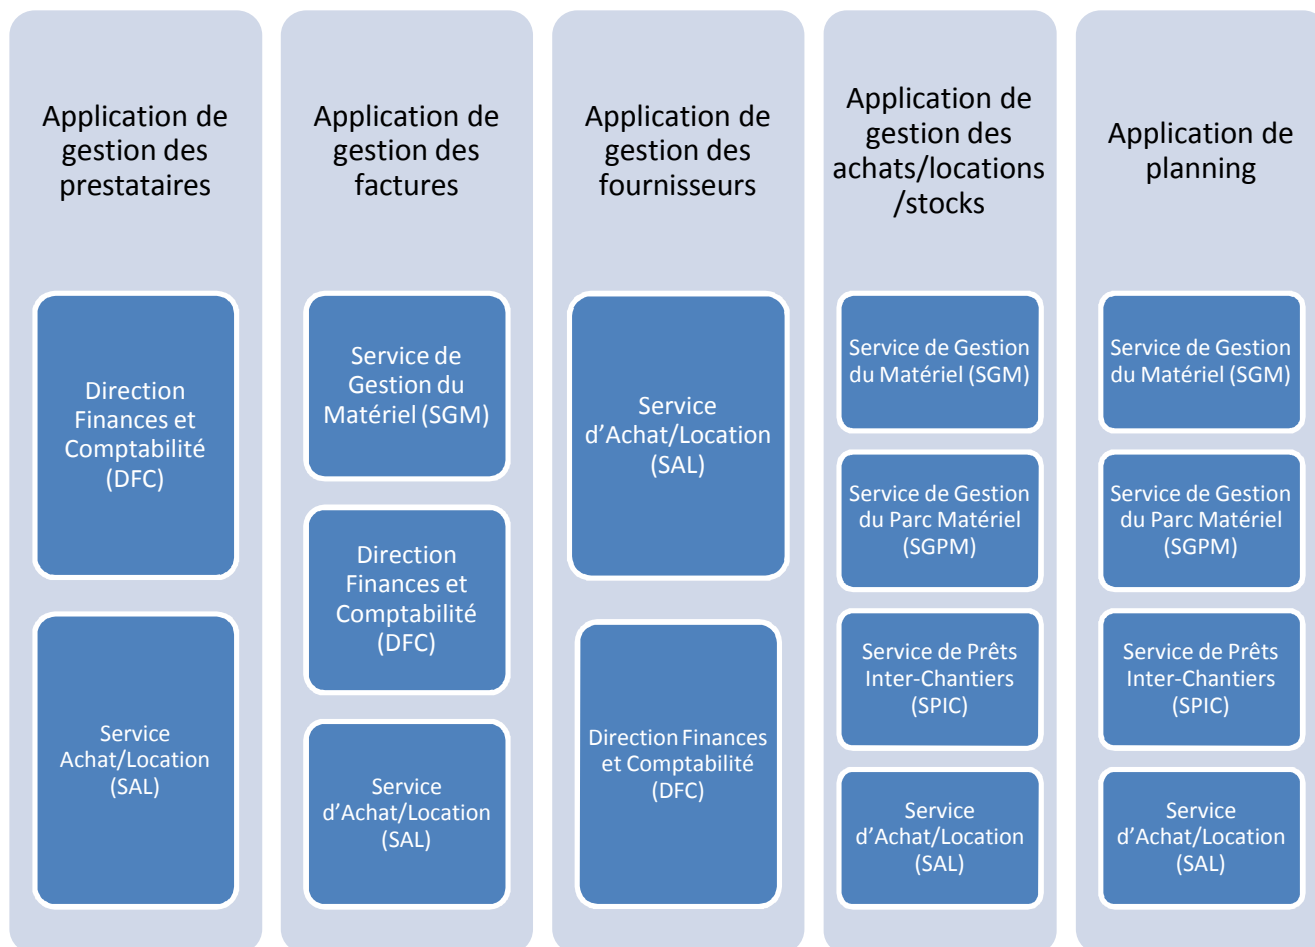 Application de
gestion des
prestataires
Direction
Finances et
Comptabilité
(DFC)
Service
Achat/Location
(SAL)
Application de
gestion des
factures
Service de
Gestion du
Matériel (SGM)
Direction
Finances et
Comptabilité
(DFC)
Service
d’Achat/Location
(SAL)
Application de
gestion des
fournisseurs
Service
d’Achat/Location
(SAL)
Direction Finances
et Comptabilité
(DFC)
Application de
gestion des
achats/locations
/stocks
Service de Gestion
du Matériel (SGM)
Service de Gestion
du Parc Matériel
(SGPM)
Service de Prêts
Inter-Chantiers
(SPIC)
Service
d’Achat/Location
(SAL)
Application de
planning
Service de Gestion
du Matériel (SGM)
Service de Gestion
du Parc Matériel
(SGPM)
Service de Prêts
Inter-Chantiers
(SPIC)
Service
d’Achat/Location
(SAL)